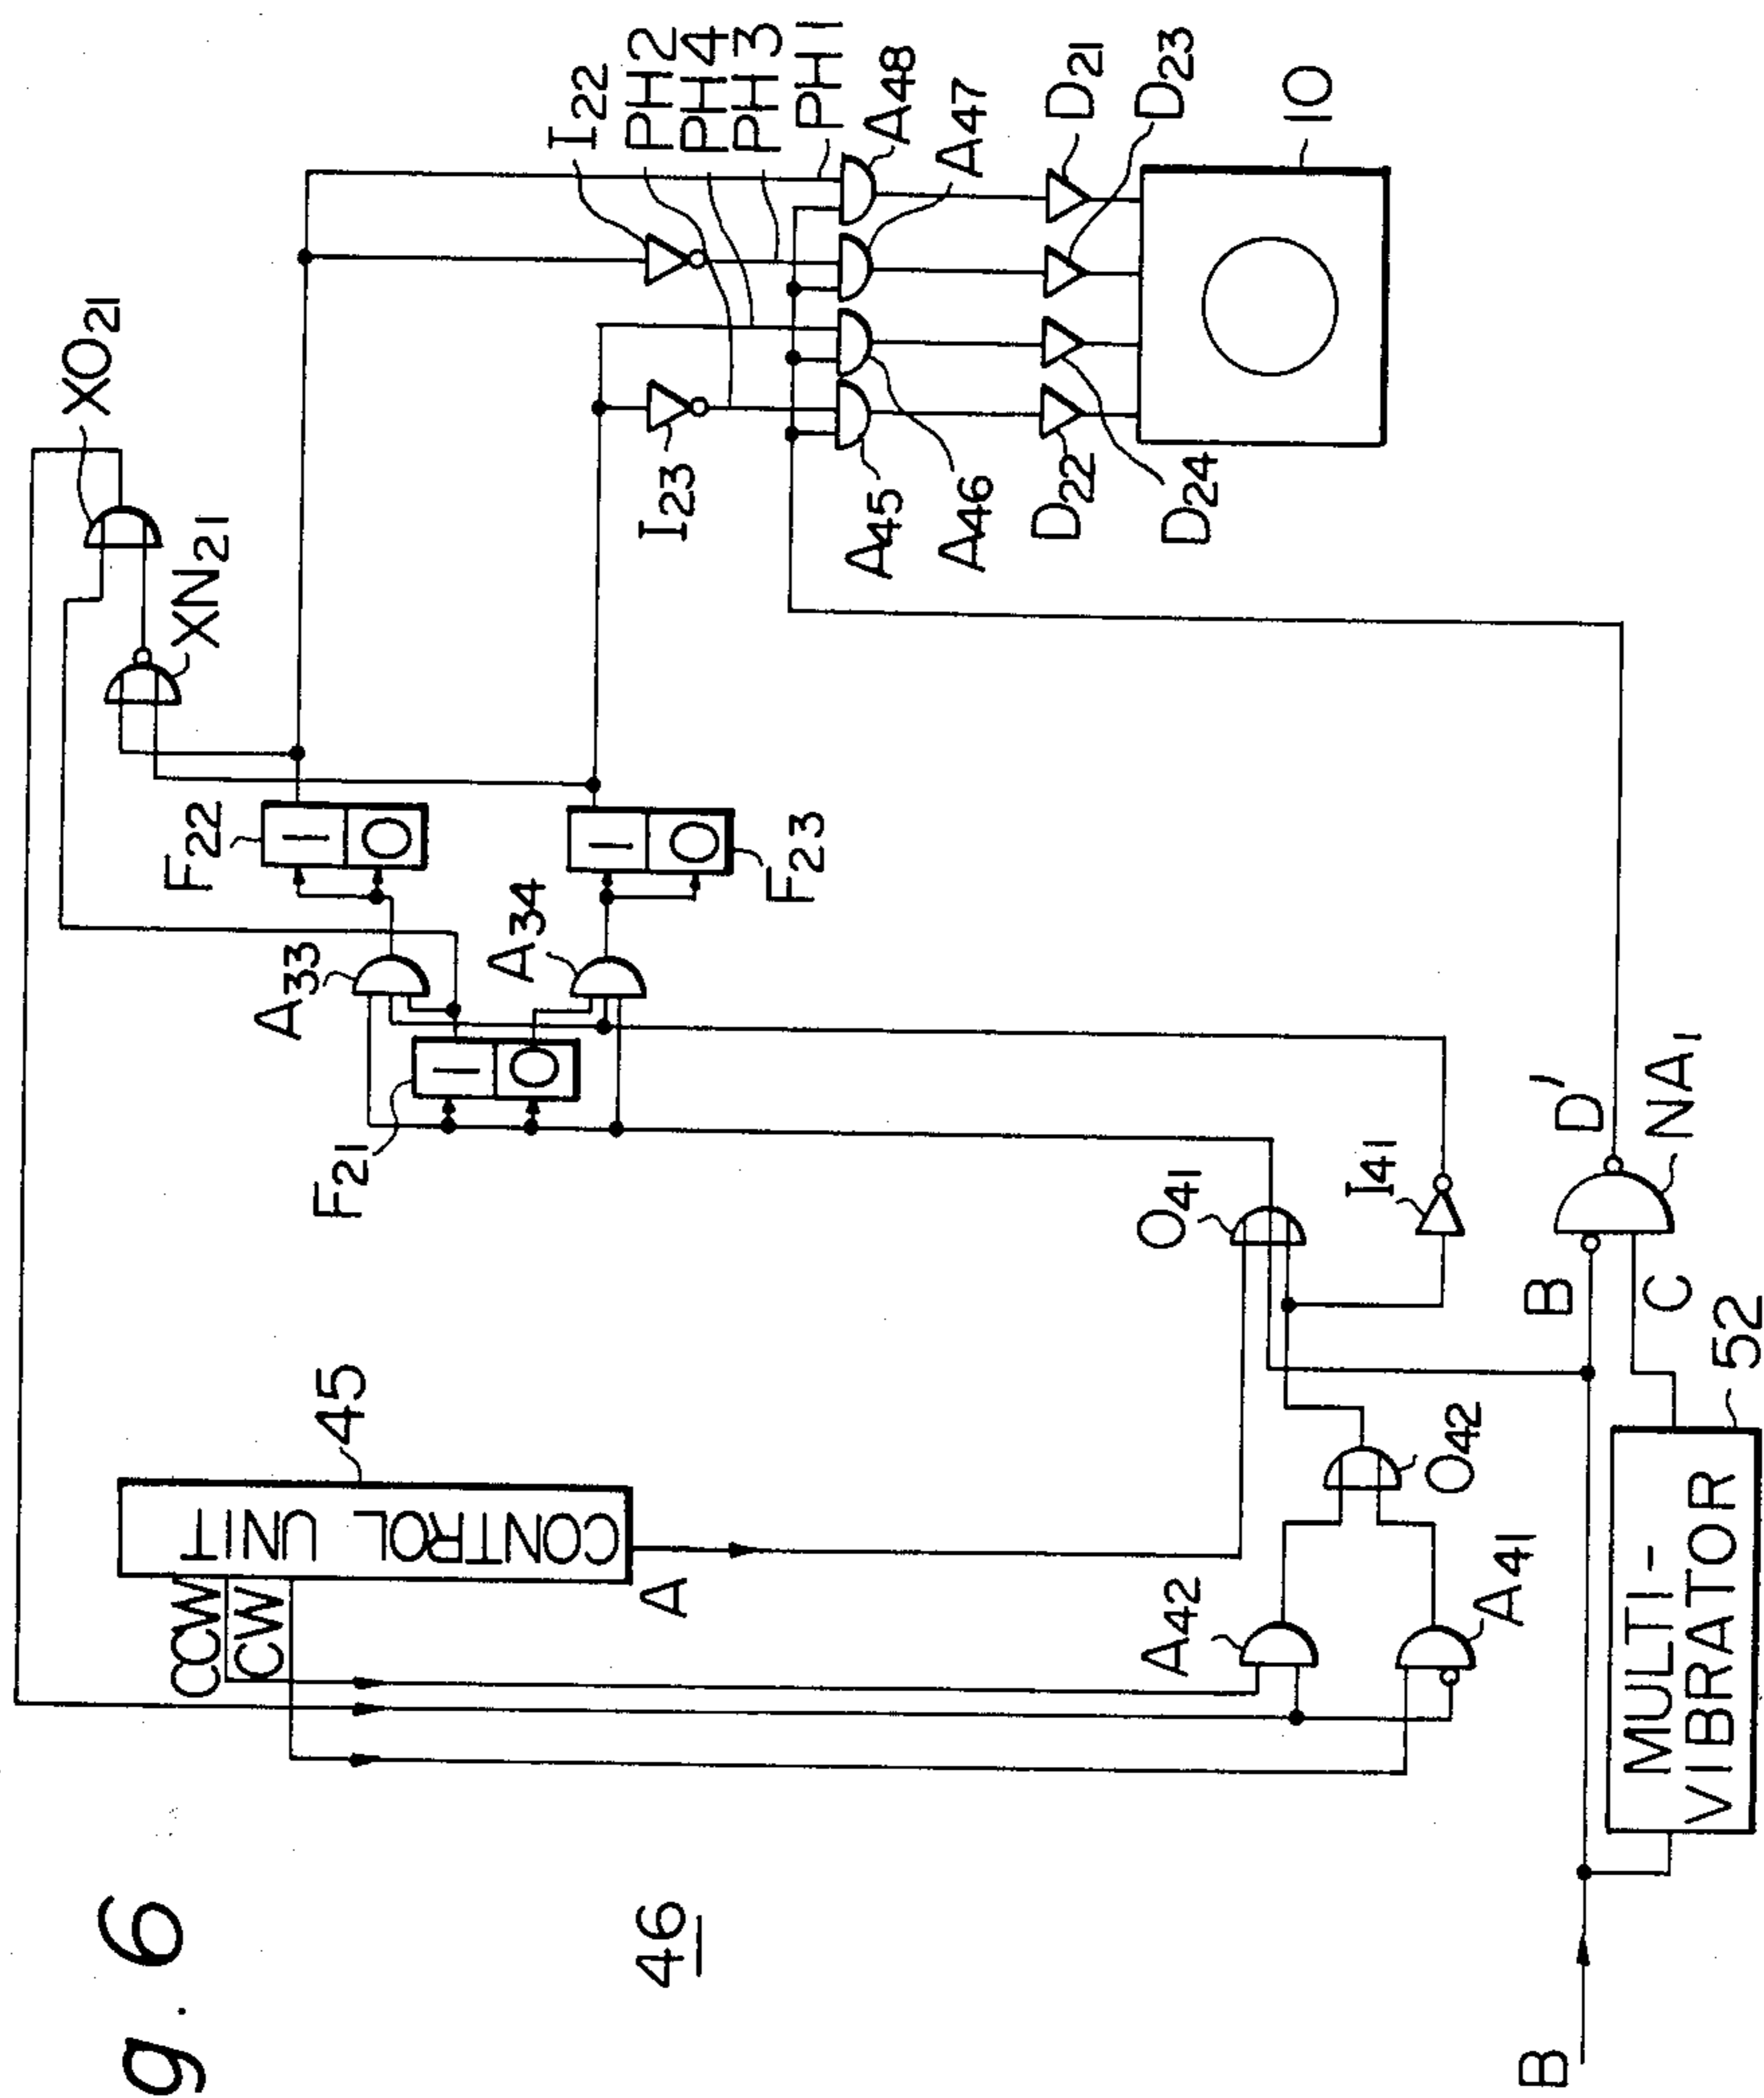 g. 6
46
CONTROL UNIT
45
CCW
CW
A
XO21
XN21
F22
F23
A33
A34
F21
I22
PH2
PH4
PH3
PH1
I23
A48
A47
A45
A46
D21
D23
D22
D24
10
A42
A41
O42
O41
I41
B
MULTI-
VIBRATOR
52
B
C
D'
NA1